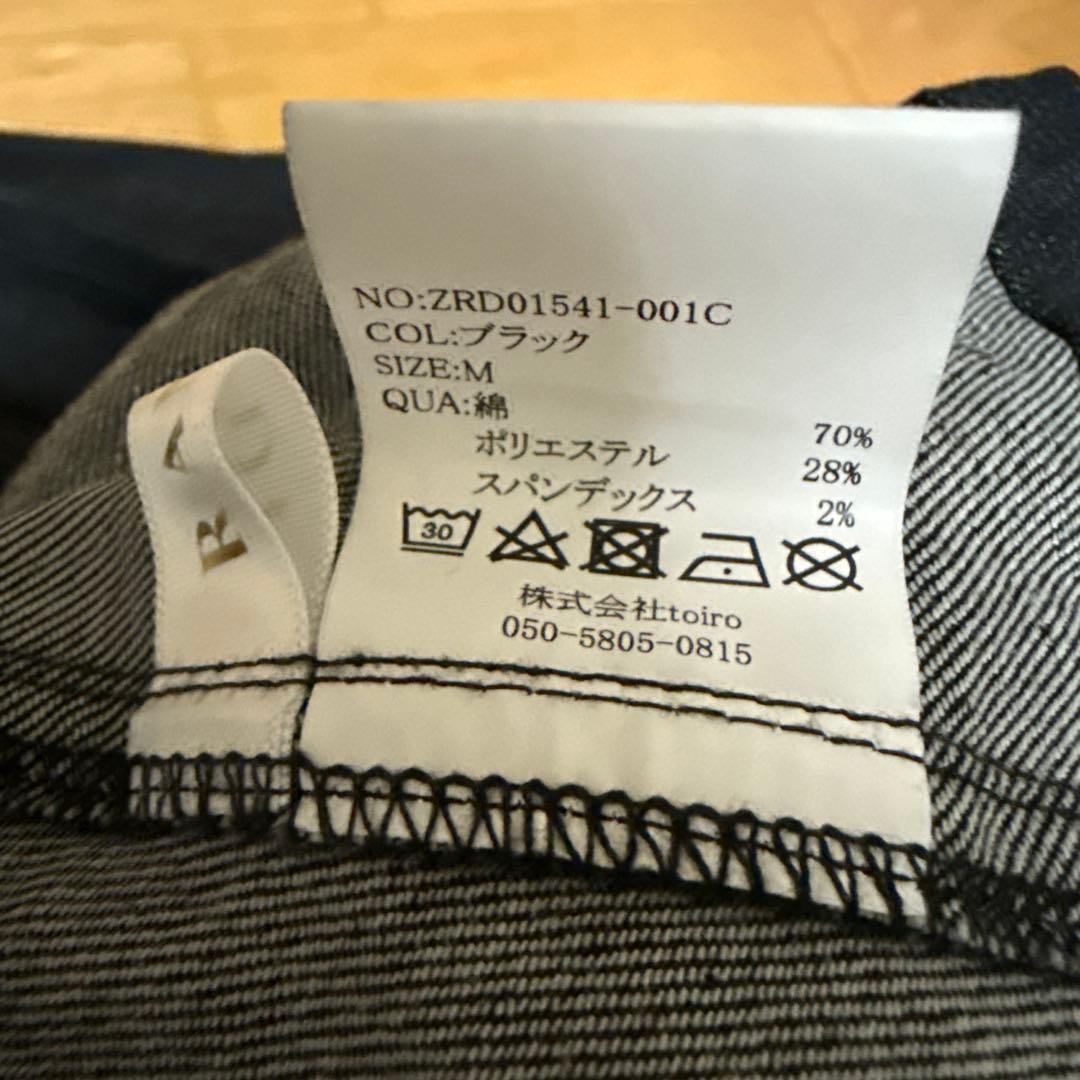 NO:ZRD01541-001C
COL:ブラック
SIZE:M
QUA:綿 70%
ポリエステル 28%
スパンデックス 2%
30
株式会社toiro
050-5805-0815
R A